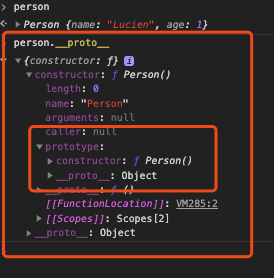 person
Person {name: "Lucien", age: 1}
person.__proto__
{constructor: ƒ} i
constructor: ƒ Person()
length: 0
name: "Person"
arguments: null
caller: null
prototype:
constructor: ƒ Person()
__proto__: Object
__proto__: ƒ ()
[[FunctionLocation]]: VM285:2
[[Scopes]]: Scopes[2]
__proto__: Object